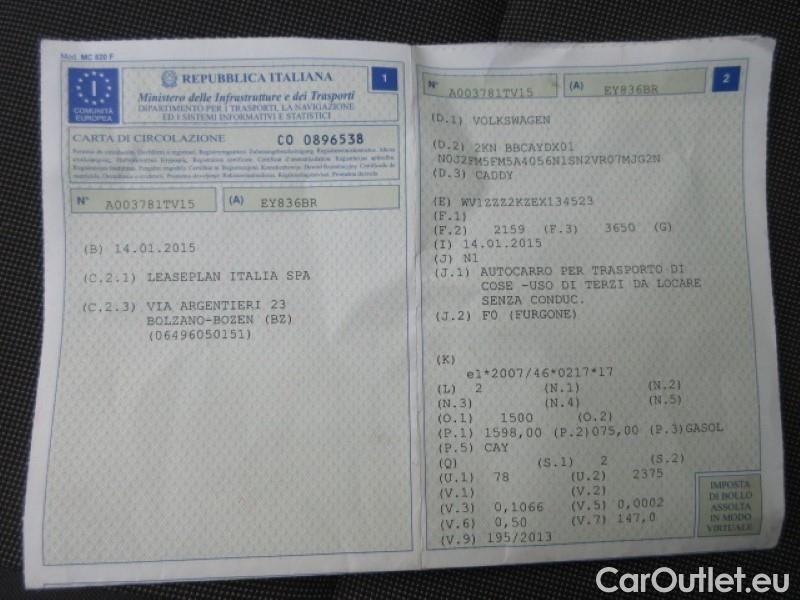 Mod. MC 820 F
I
COMUNITÀ
EUROPEA
REPUBBLICA ITALIANA
1
Ministero delle Infrastrutture e dei Trasporti
DIPARTIMENTO PER I TRASPORTI, LA NAVIGAZIONE
ED I SISTEMI INFORMATIVI E STATISTICI
CARTA DI CIRCOLAZIONE
CO 0896538
N° A003781TV15 (A) EY836BR
(B) 14.01.2015
(C.2.1) LEASEPLAN ITALIA SPA
(C.2.3) VIA ARGENTIERI 23
BOLZANO-BOZEN (BZ)
(06496050151)
N° A003781TV15 (A) EY836BR
2
(D.1) VOLKSWAGEN
(D.2) 2KN BBCAYDX01
NOJ2FM5FM5A4056N1SN2VR07MJG2N
(D.3) CADDY
(E) WV1ZZZ2KZEX134523
(F.1)
(F.2) 2159 (F.3) 3650 (G)
(I) 14.01.2015
(J) N1
(J.1) AUTOCARRO PER TRASPORTO DI
COSE -USO DI TERZI DA LOCARE
SENZA CONDUC.
(J.2) F0 (FURGONE)
(K)
e1*2007/46*0217*17
(L) 2 (N.1) (N.2)
(N.3) (N.4) (N.5)
(O.1) 1500 (O.2)
(P.1) 1598,00 (P.2)075,00 (P.3)GASOL
(P.5) CAY
(Q) (S.1) 2 (S.2)
(U.1) 78 (U.2) 2375
(V.1) (V.2)
(V.3) 0,1066 (V.5) 0,0002
(V.6) 0,50 (V.7) 147,0
(V.9) 195/2013
IMPOSTA
DI BOLLO
ASSOLTA
IN MODO
VIRTUALE
CarOutlet.eu